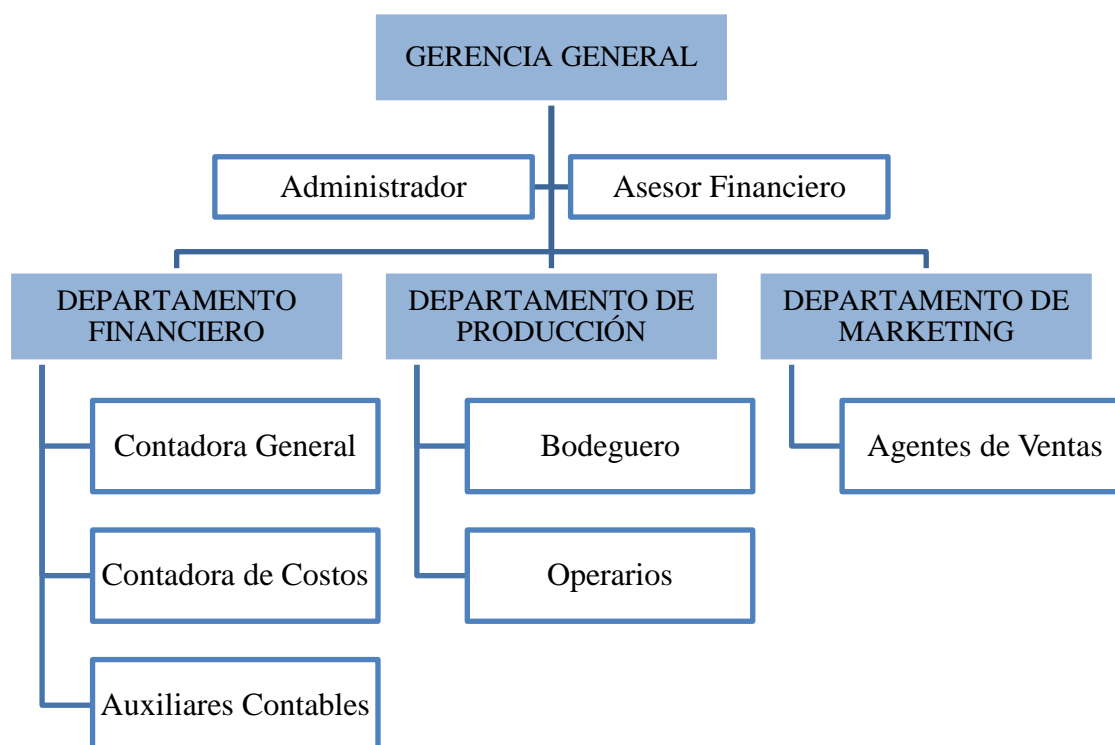 GERENCIA GENERAL
Administrador
Asesor Financiero
DEPARTAMENTO
FINANCIERO
DEPARTAMENTO DE
PRODUCCIÓN
DEPARTAMENTO DE
MARKETING
Contadora General
Bodeguero
Agentes de Ventas
Contadora de Costos
Operarios
Auxiliares Contables